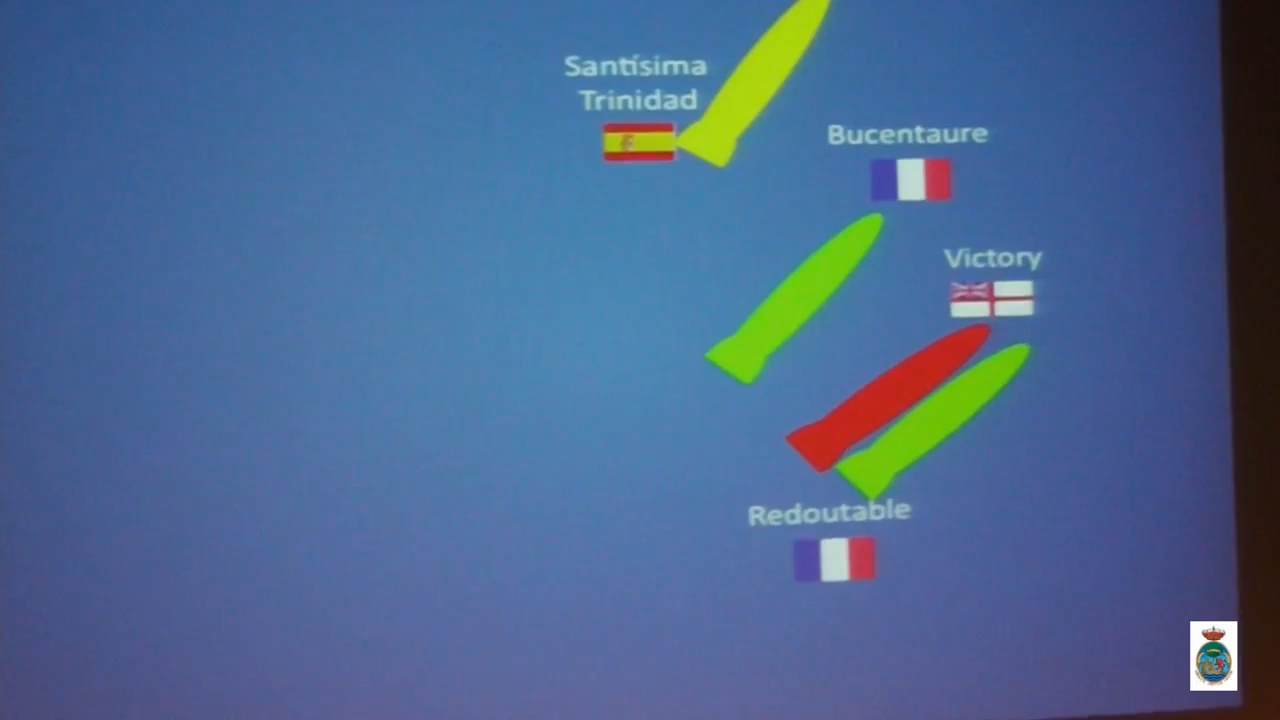 Santísima
Trinidad
Bucentaure
Victory
Redoutable